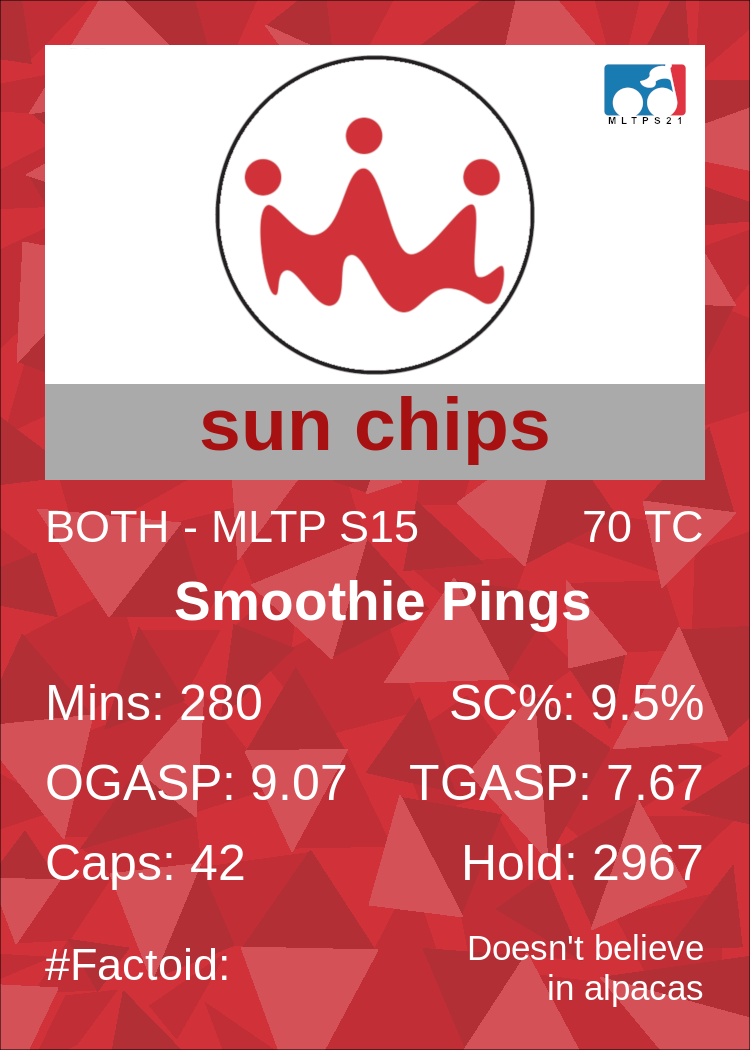 MLTPS21
sun chips
BOTH - MLTP S15 70 TC
Smoothie Pings
Mins: 280 SC%: 9.5%
OGASP: 9.07 TGASP: 7.67
Caps: 42 Hold: 2967
#Factoid: Doesn't believe
in alpacas